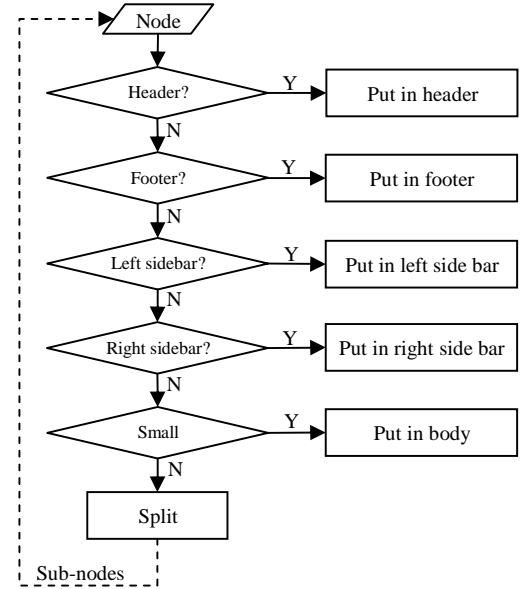 Node
Header?
Y
Put in header
N
Footer?
Y
Put in footer
N
Left sidebar?
Y
Put in left side bar
N
Right sidebar?
Y
Put in right side bar
N
Small
Y
Put in body
N
Split
Sub-nodes